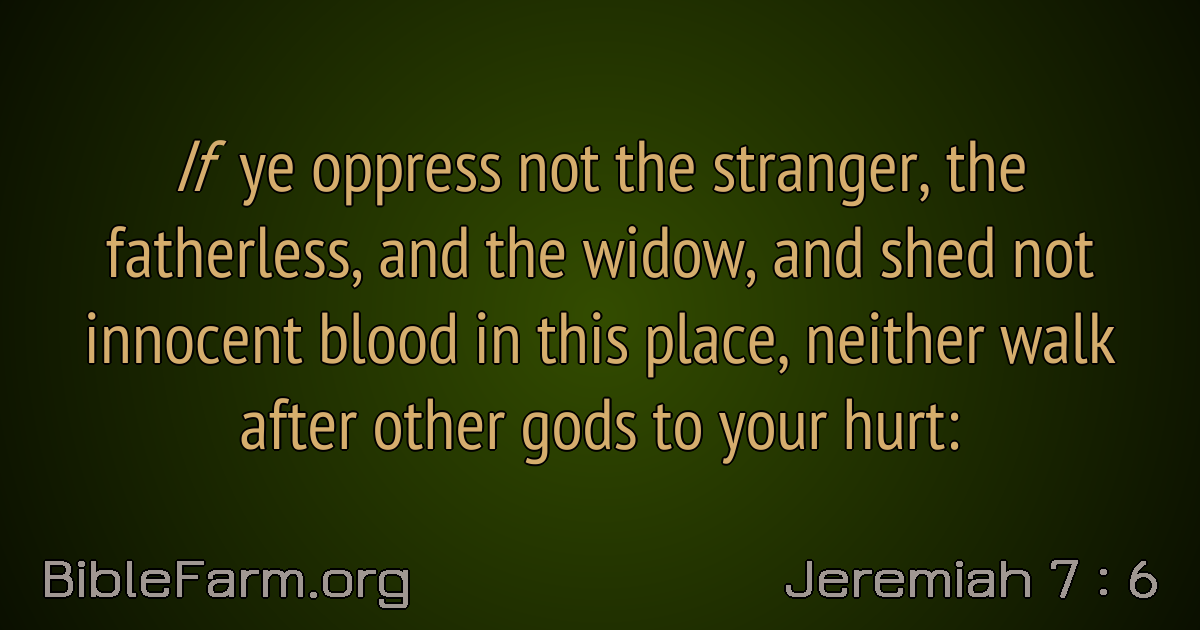 If ye oppress not the stranger, the
fatherless, and the widow, and shed not
innocent blood in this place, neither walk
after other gods to your hurt:
BibleFarm.org
Jeremiah 7 : 6